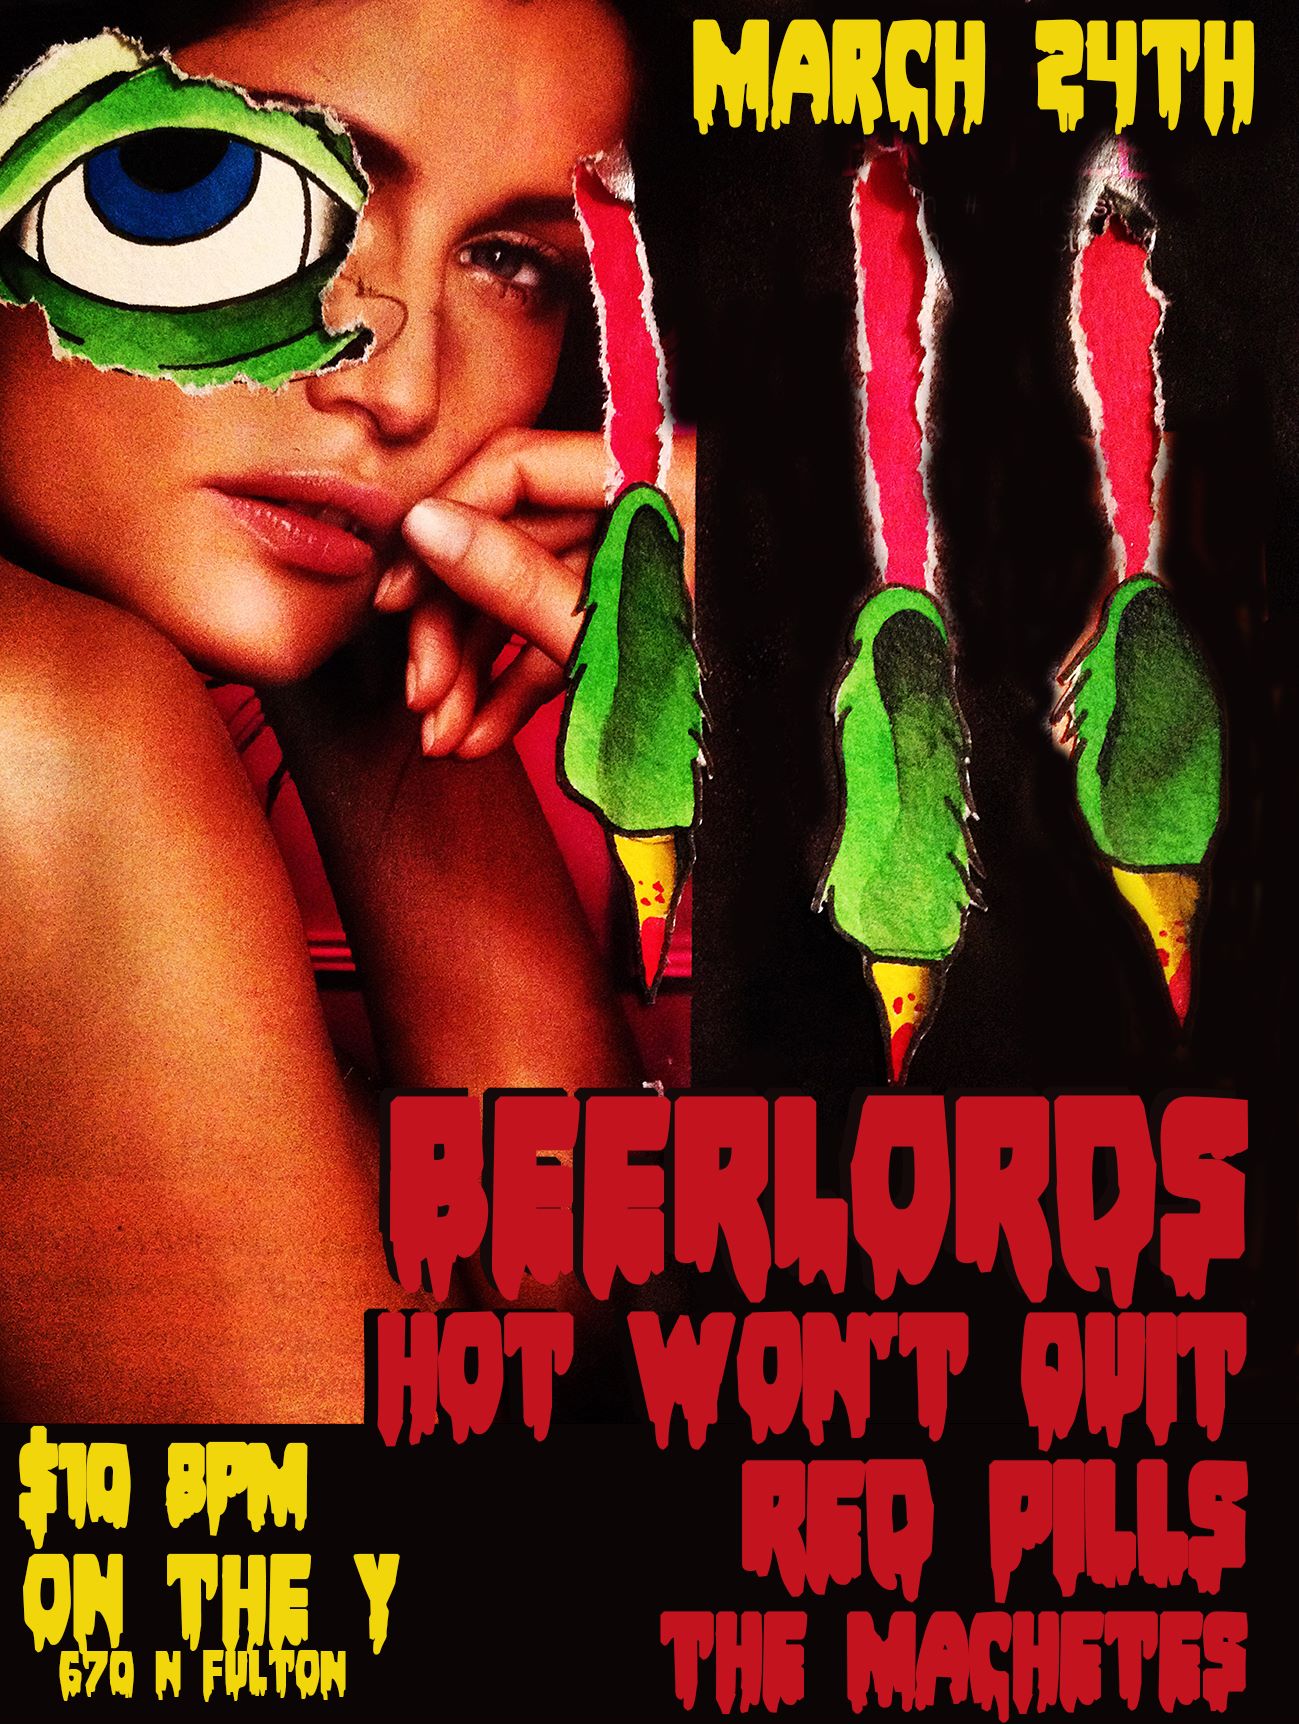 MARCH 24TH
BEERLORDS
HOT WON'T QUIT
RED PILLS
THE MACHETES
$10 8PM
ON THE Y
670 N FULTON